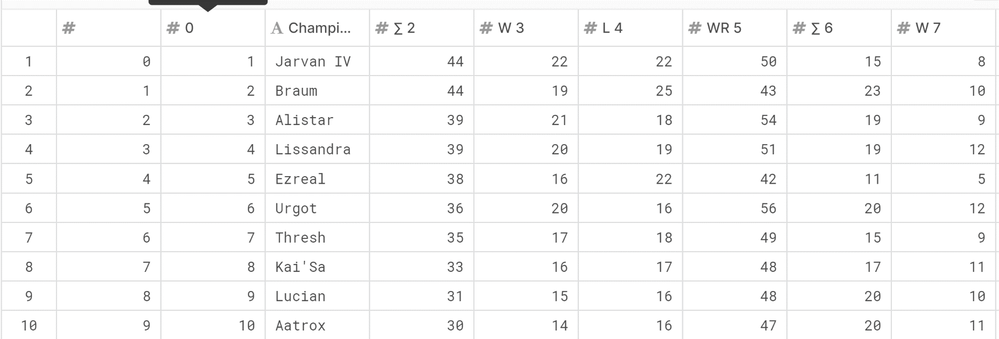 # # 0 A Champi... # Σ 2 # W 3 # L 4 # WR 5 # Σ 6 # W 7
1 0 1 Jarvan IV 44 22 22 50 15 8
2 1 2 Braum 44 19 25 43 23 10
3 2 3 Alistar 39 21 18 54 19 9
4 3 4 Lissandra 39 20 19 51 19 12
5 4 5 Ezreal 38 16 22 42 11 5
6 5 6 Urgot 36 20 16 56 20 12
7 6 7 Thresh 35 17 18 49 15 9
8 7 8 Kai'Sa 33 16 17 48 17 11
9 8 9 Lucian 31 15 16 48 20 10
10 9 10 Aatrox 30 14 16 47 20 11